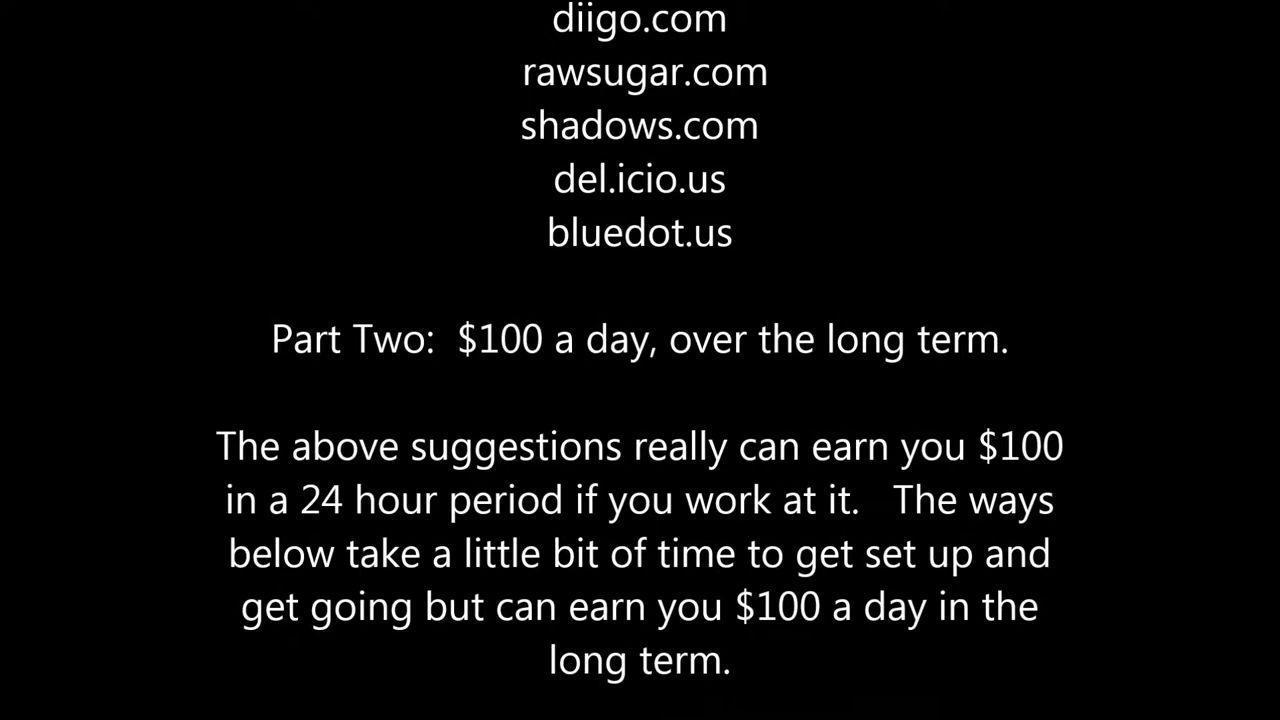 diigo.com
rawsugar.com
shadows.com
del.icio.us
bluedot.us
Part Two:  $100 a day, over the long term.
The above suggestions really can earn you $100
in a 24 hour period if you work at it.   The ways
below take a little bit of time to get set up and
get going but can earn you $100 a day in the
long term.